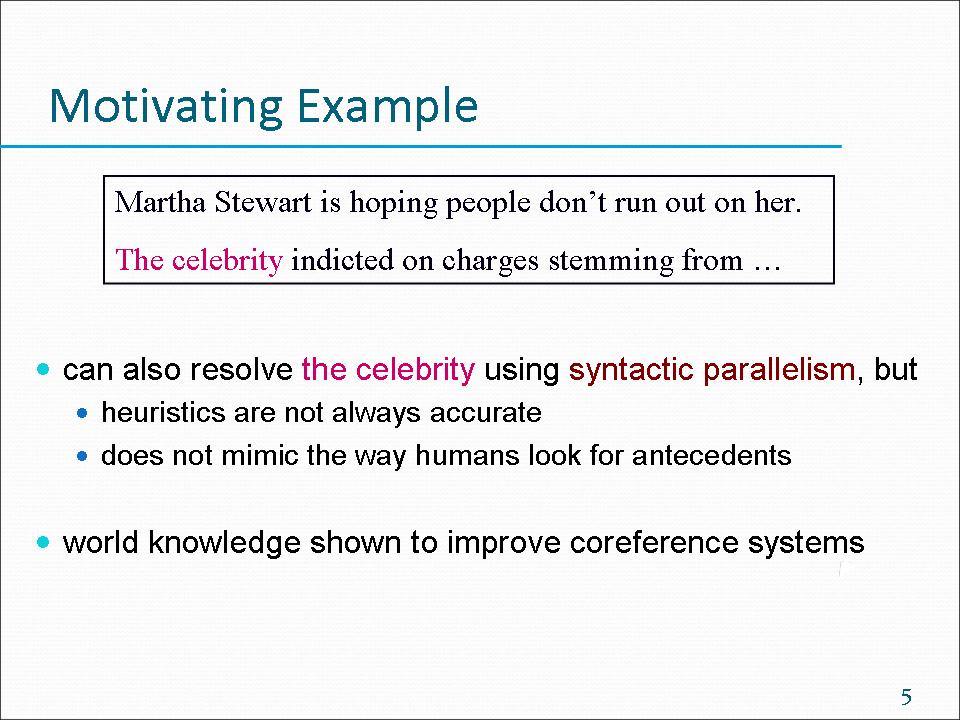 Motivating Example
Martha Stewart is hoping people don’t run out on her.
The celebrity indicted on charges stemming from …
can also resolve the celebrity using syntactic parallelism, but
heuristics are not always accurate
does not mimic the way humans look for antecedents
world knowledge shown to improve coreference systems
5